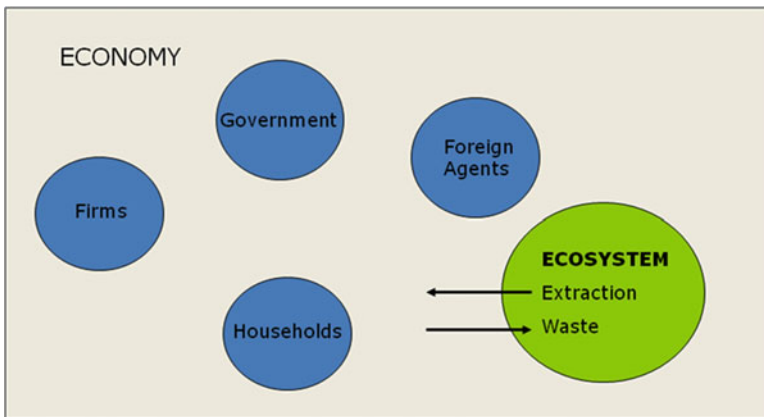 ECONOMY
Government
Foreign
Agents
Firms
ECOSYSTEM
Extraction
Households
Waste